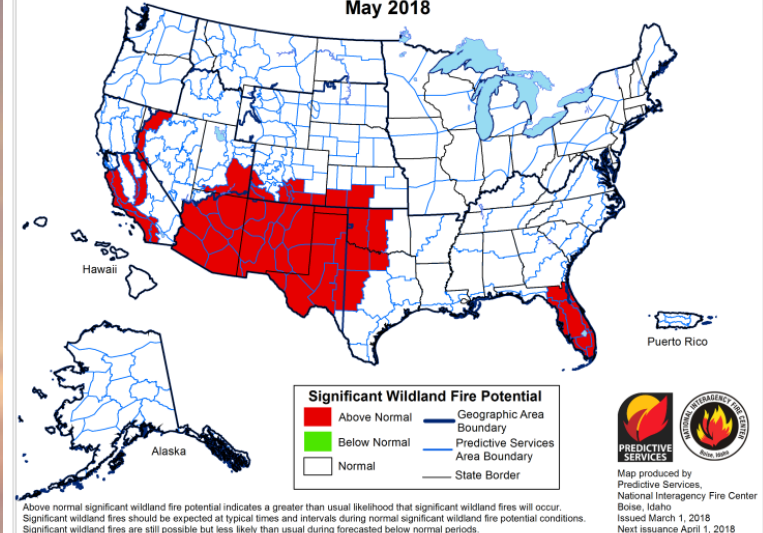 May 2018
Hawaii
Puerto Rico
Alaska
Significant Wildland Fire Potential
Above Normal
Below Normal
Normal
Geographic Area
Boundary
Predictive Services
Area Boundary
State Border
PREDICTIVE
SERVICES
NATIONAL INTERAGENCY FIRE CENTER
Boise, Idaho
Map produced by
Predictive Services,
National Interagency Fire Center
Boise, Idaho
Issued March 1, 2018
Next issuance April 1, 2018
Above normal significant wildland fire potential indicates a greater than usual likelihood that significant wildland fires will occur.
Significant wildland fires should be expected at typical times and intervals during normal significant wildland fire potential conditions.
Significant wildland fires are still possible but less likely than usual during forecasted below normal periods.